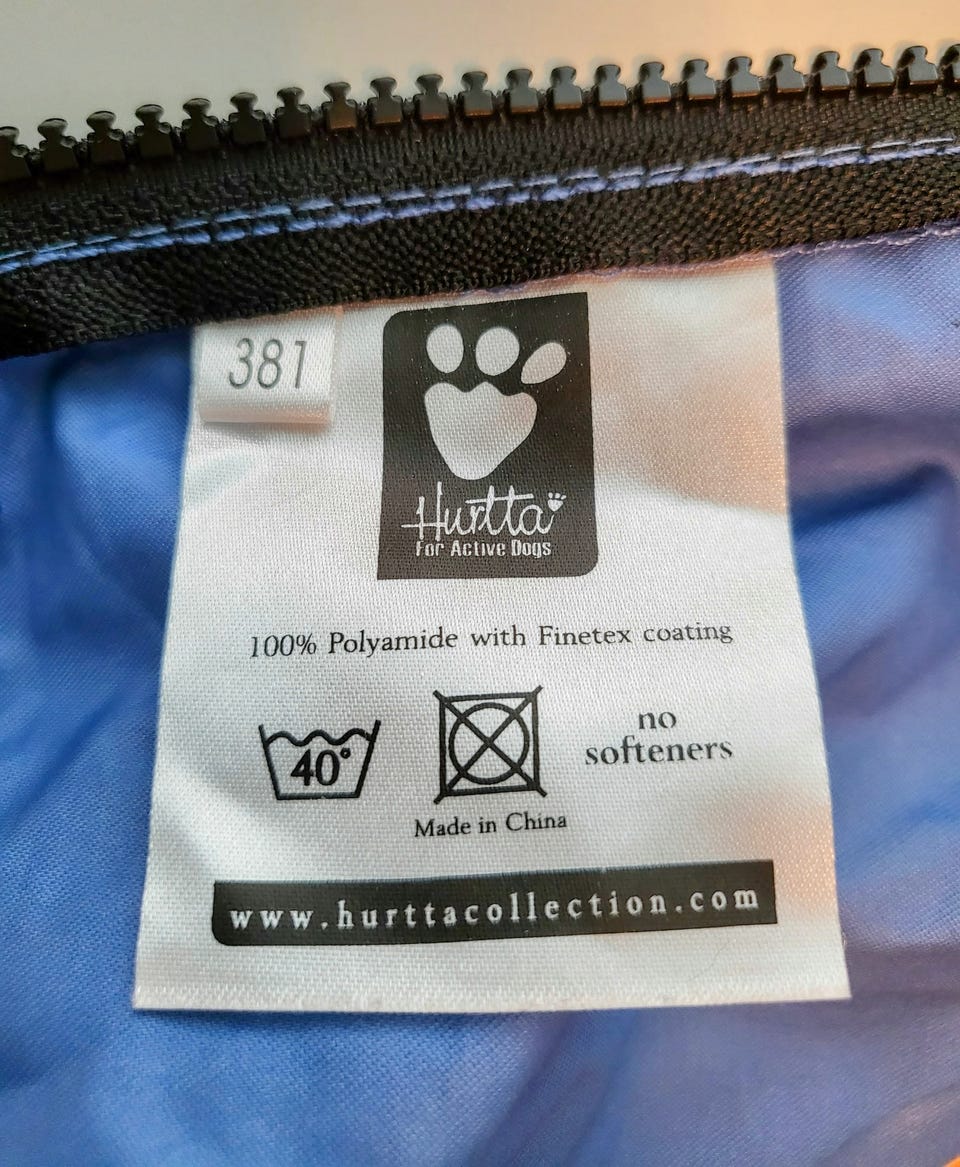 381
Hurtta
For Active Dogs
100% Polyamide with Finetex coating
40°
no
softeners
Made in China
www.hurttacollection.com